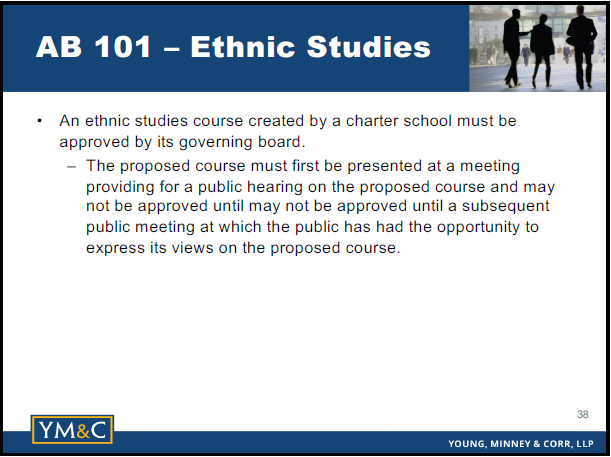 AB 101 – Ethnic Studies
• An ethnic studies course created by a charter school must be
approved by its governing board.
– The proposed course must first be presented at a meeting
providing for a public hearing on the proposed course and may
not be approved until may not be approved until a subsequent
public meeting at which the public has had the opportunity to
express its views on the proposed course.
38
YM&C
YOUNG, MINNEY & CORR, LLP